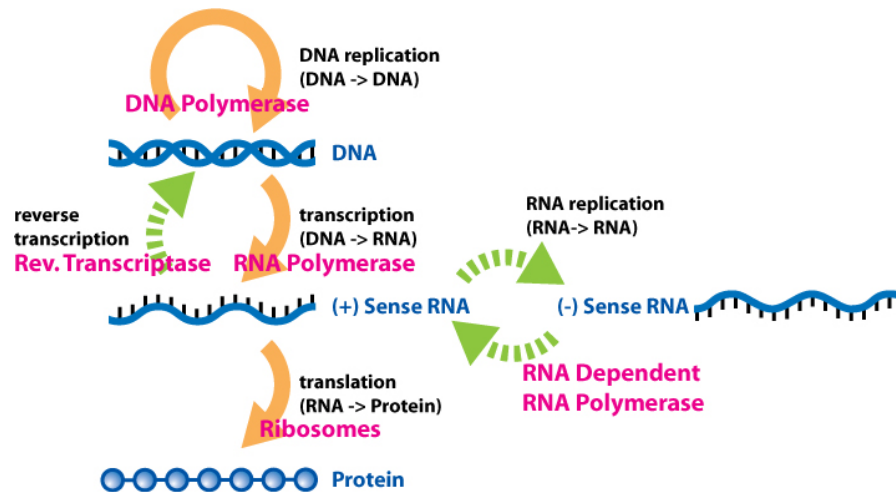 DNA replication
(DNA -> DNA)
DNA Polymerase
DNA
reverse
transcription
Rev. Transcriptase
transcription
(DNA -> RNA)
RNA Polymerase
RNA replication
(RNA-> RNA)
(+) Sense RNA
(-) Sense RNA
RNA Dependent
RNA Polymerase
translation
(RNA -> Protein)
Ribosomes
Protein